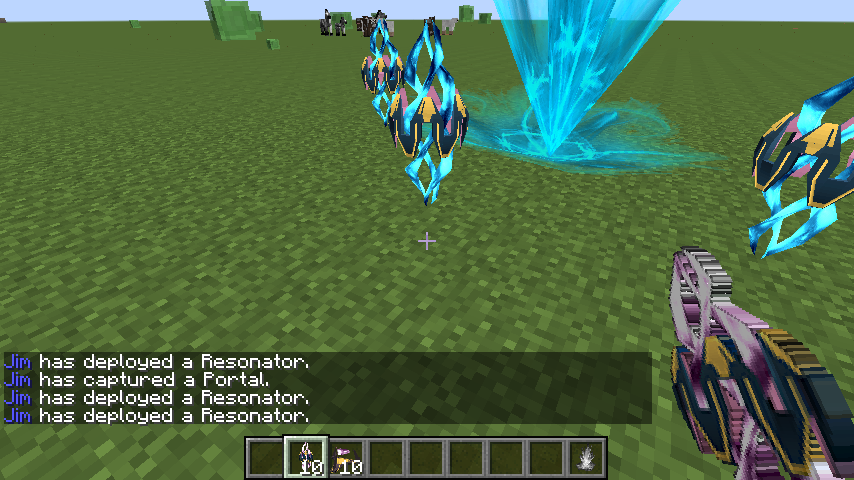 Jim has deployed a Resonator.
Jim has captured a Portal.
Jim has deployed a Resonator.
Jim has deployed a Resonator.
10 10